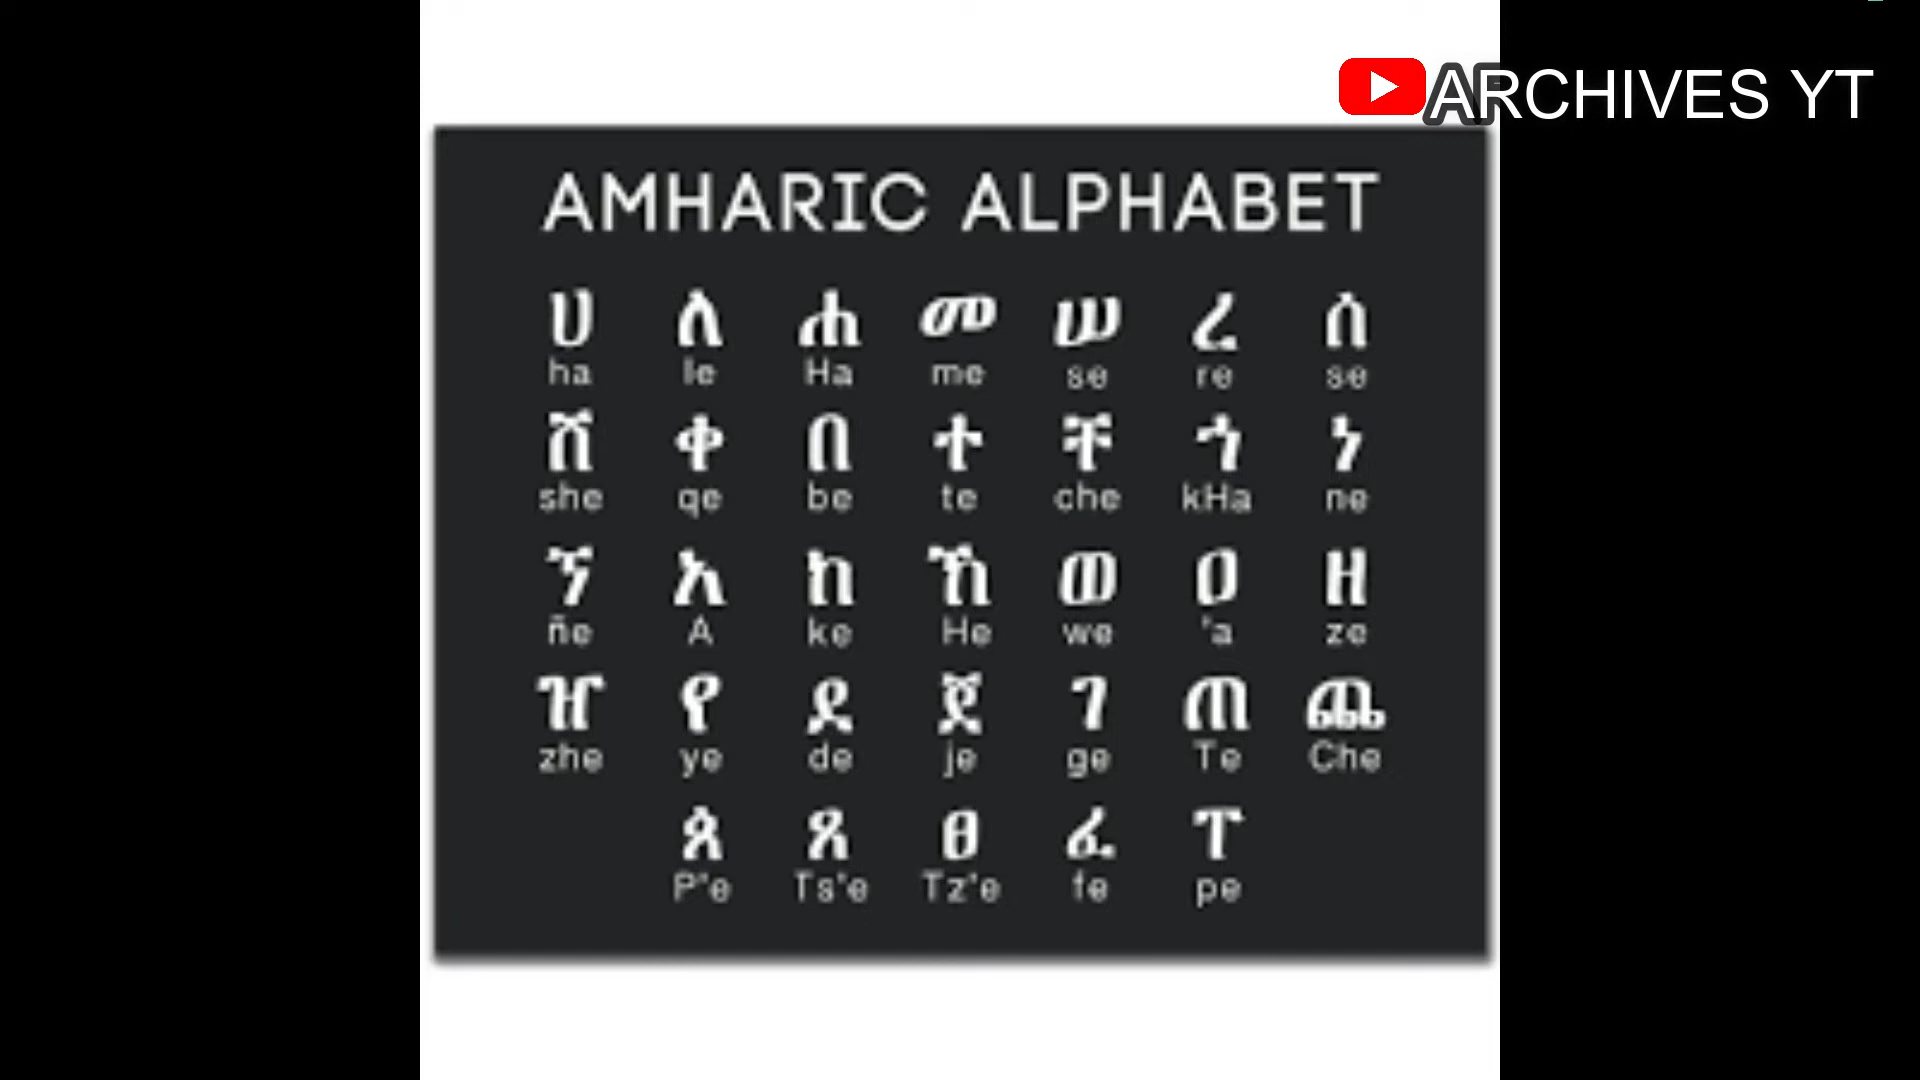 ARCHIVES YT
AMHARIC ALPHABET
ሀ ለ ሐ መ ሠ ረ ሰ
ha le Ha me se re se
ሸ ቀ በ ተ ቸ ኀ ነ
she qe be te che kHa ne
ኘ አ ከ ኸ ወ ዐ ዘ
ñe A ke He we 'a ze
ዠ የ ደ ጀ ገ ጠ ጨ
zhe ye de je ge Te Che
ጰ ጸ ፀ ፈ ፐ
P'e Ts'e Tz'e fe pe